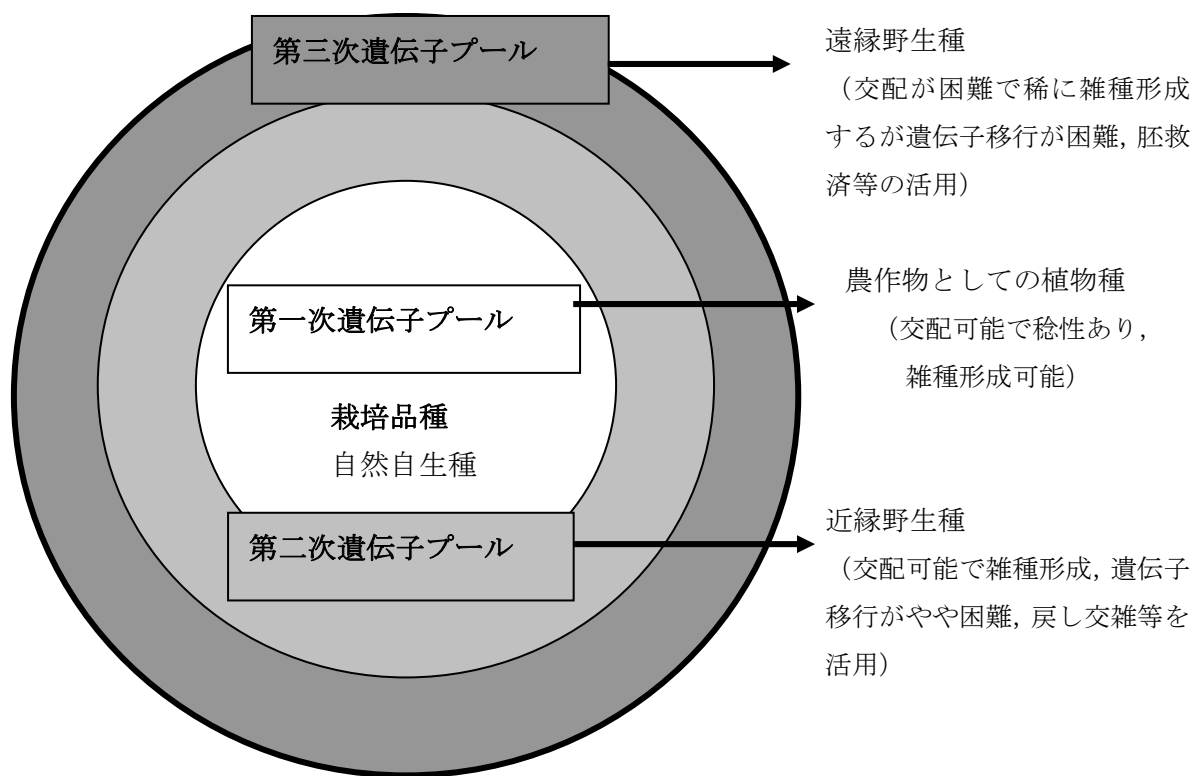 第三次遺伝子プール
遠縁野生種
（交配が困難で稀に雑種形成
するが遺伝子移行が困難, 胚救
済等の活用）
第一次遺伝子プール
農作物としての植物種
（交配可能で稔性あり,
雑種形成可能）
栽培品種
自然自生種
第二次遺伝子プール
近縁野生種
（交配可能で雑種形成, 遺伝子
移行がやや困難, 戻し交雑等を
活用）